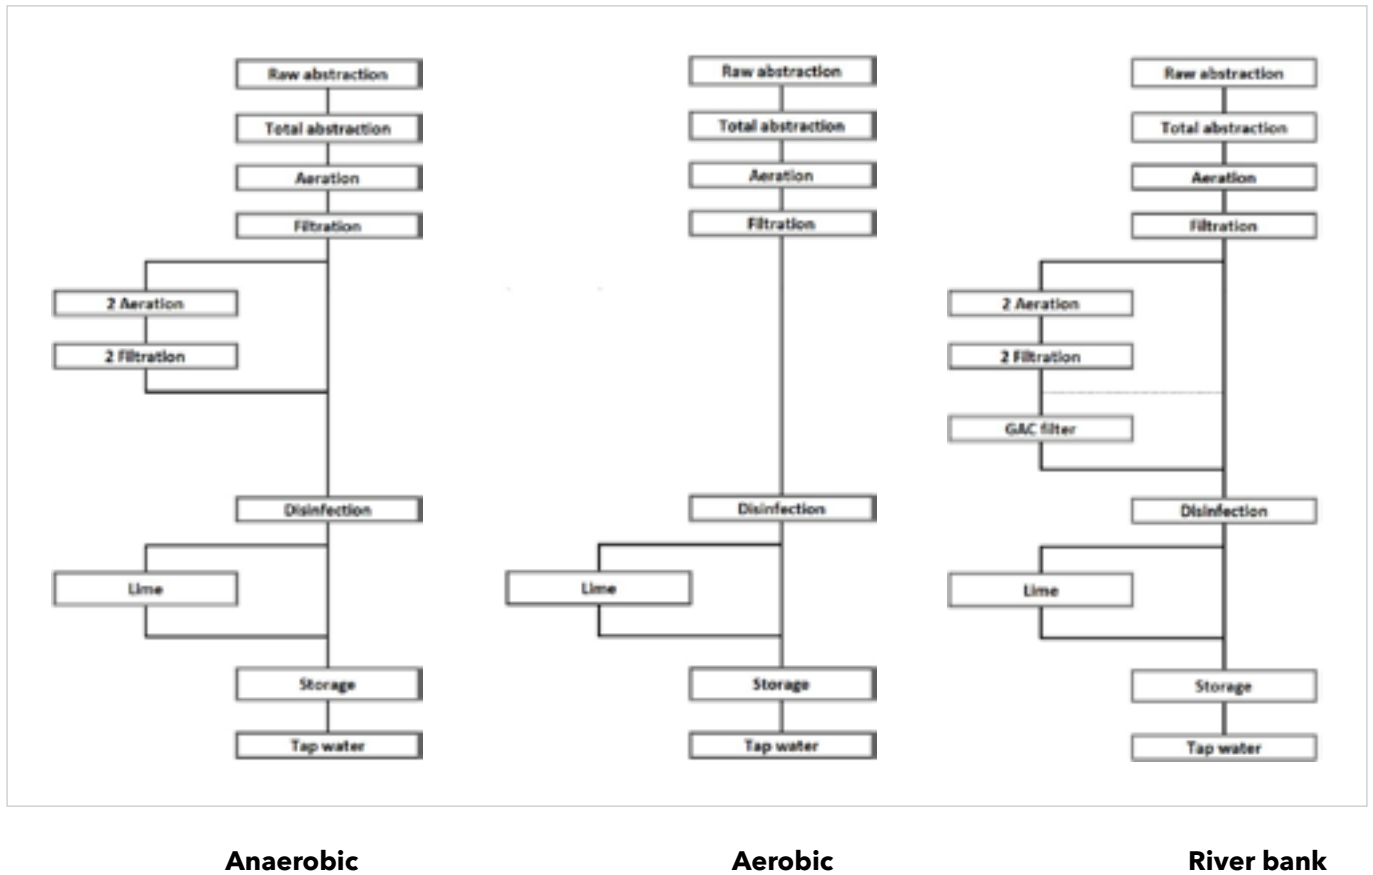 Raw abstraction
Total abstraction
Aeration
Filtration
2 Aeration
2 Filtration
Disinfection
Lime
Storage
Tap water
Anaerobic
Raw abstraction
Total abstraction
Aeration
Filtration
Disinfection
Lime
Storage
Tap water
Aerobic
Raw abstraction
Total abstraction
Aeration
Filtration
2 Aeration
2 Filtration
GAC filter
Disinfection
Lime
Storage
Tap water
River bank